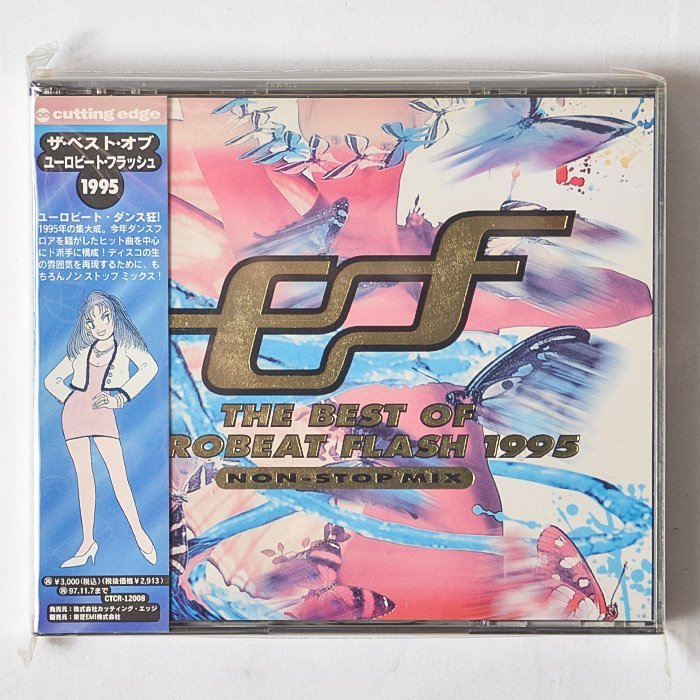 cutting edge
ザ・ベスト・オブ
ユーロビート・フラッシュ
1995
ユーロビート・ダンス狂!
1995年の集大成。今年ダンスフ
ロアを騒がしたヒット曲を中心
にド派手に構成!ディスコの生
の雰囲気を再現するために、も
ちろんノン ストップ ミックス!
¥3,000(税込)(税抜価格¥2,913)
97.11.7まで
CTCR-12008
発売元:株式会社カッティング・エッジ
販売元:東芝EMI株式会社
EF
THE BEST OF
ROBEAT FLASH 1995
NON-STOP MIX